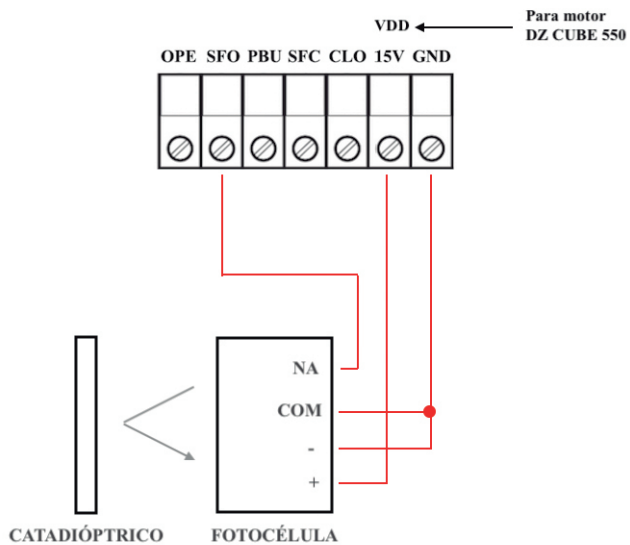 Para motor
VDD
DZ CUBE 550
OPE SFO PBU SFC CLO 15V GND
NA
COM
-
+
CATADIÓPTRICO FOTOCÉLULA